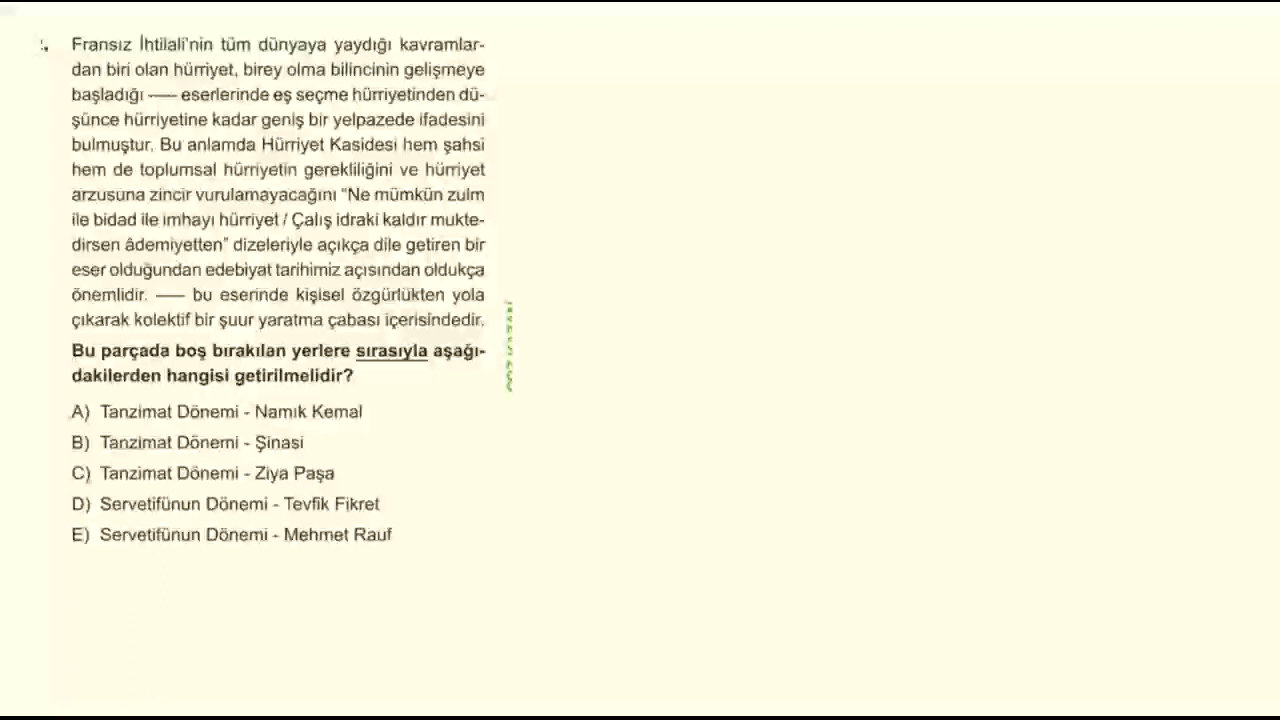 Fransız İhtilali'nin tüm dünyaya yaydığı kavramlar-
dan biri olan hürriyet, birey olma bilincinin gelişmeye
başladığı —— eserlerinde eş seçme hürriyetinden dü-
şünce hürriyetine kadar geniş bir yelpazede ifadesini
bulmuştur. Bu anlamda Hürriyet Kasidesi hem şahsi
hem de toplumsal hürriyetin gerekliliğini ve hürriyet
arzusuna zincir vurulamayacağını “Ne mümkün zulm
ile bidad ile imhayı hürriyet / Çalış idraki kaldır mukte-
dirsen âdemiyetten” dizeleriyle açıkça dile getiren bir
eser olduğundan edebiyat tarihimiz açısından oldukça
önemlidir. —— bu eserinde kişisel özgürlükten yola
çıkarak kolektif bir şuur yaratma çabası içerisindedir.
Bu parçada boş bırakılan yerlere sırasıyla aşağı-
dakilerden hangisi getirilmelidir?
A) Tanzimat Dönemi - Namık Kemal
B) Tanzimat Dönemi - Şinasi
C) Tanzimat Dönemi - Ziya Paşa
D) Servetifünun Dönemi - Tevfik Fikret
E) Servetifünun Dönemi - Mehmet Rauf